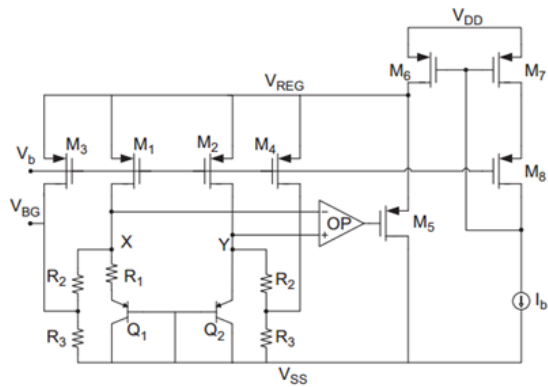 V_DD
M_6
M_7
V_REG
M_3
M_1
M_2
M_4
V_b
M_8
V_BG
OP
−
+
M_5
X
Y
R_2
R_1
R_2
I_b
Q_1
Q_2
R_3
R_3
V_SS